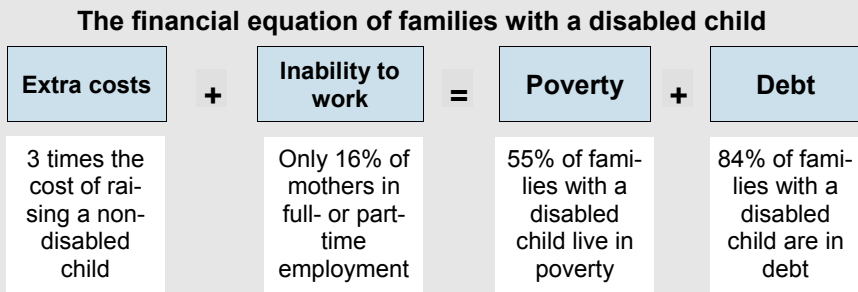 The financial equation of families with a disabled child
Extra costs
+
Inability to
work
=
Poverty
+
Debt
3 times the
cost of rai-
sing a non-
disabled
child
Only 16% of
mothers in
full- or part-
time
employment
55% of fami-
lies with a
disabled
child live in
poverty
84% of fami-
lies with a
disabled
child are in
debt